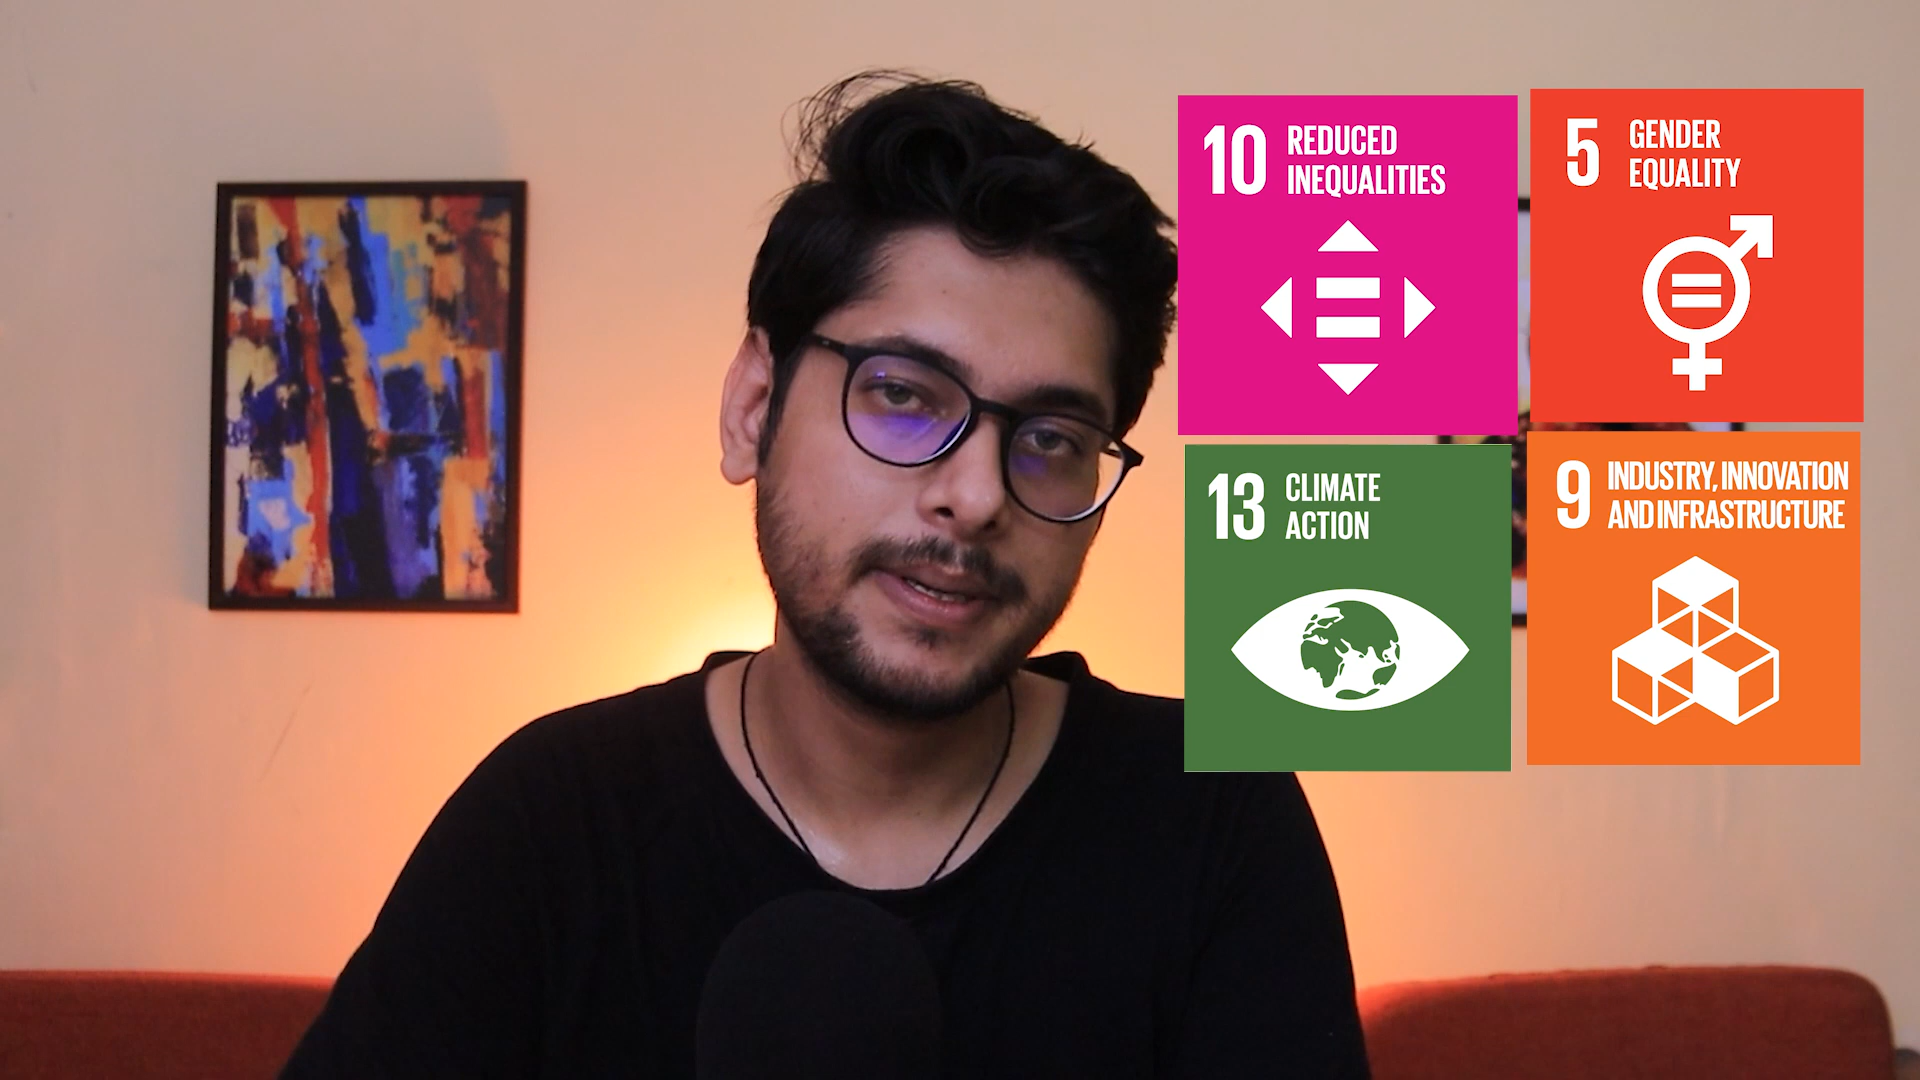 10 REDUCED
INEQUALITIES
5 GENDER
EQUALITY
13 CLIMATE
ACTION
9 INDUSTRY, INNOVATION
AND INFRASTRUCTURE